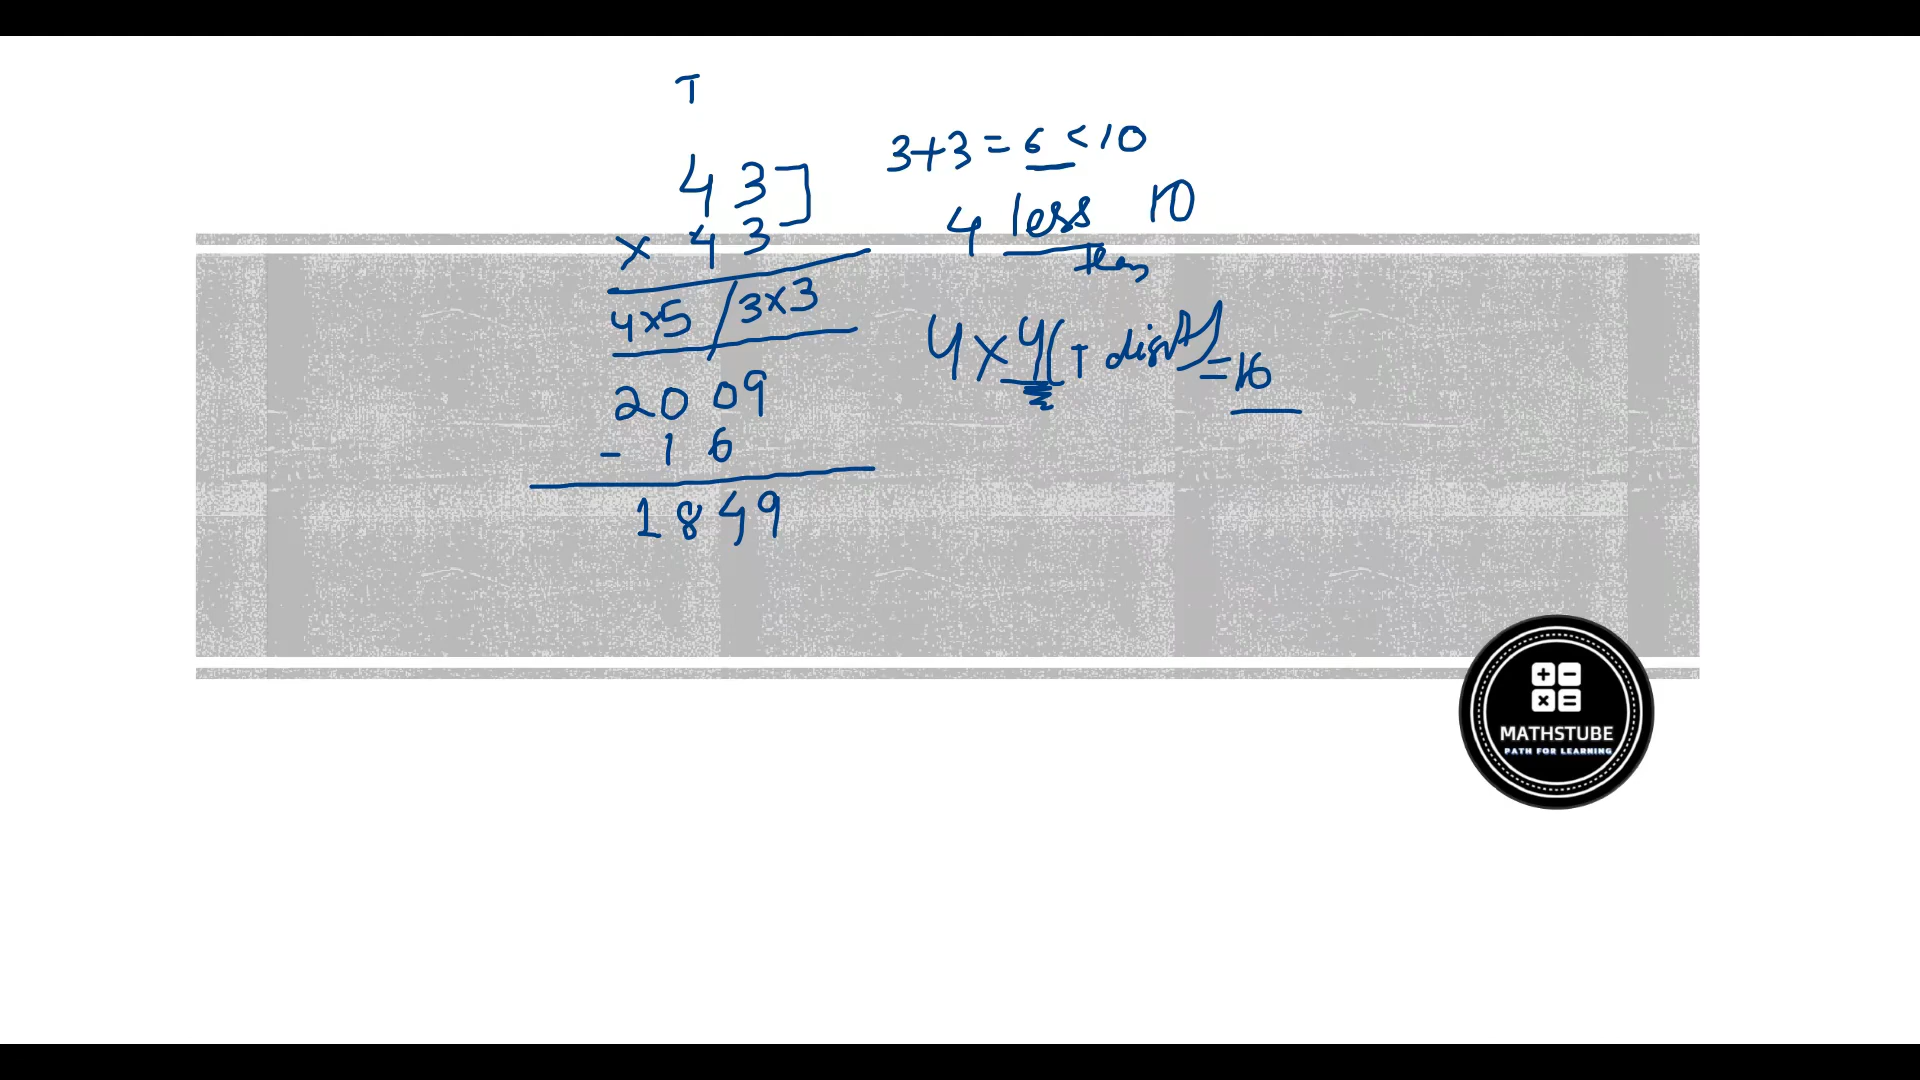 T
43
× 43
4×5 / 3×3
2009
- 16
1849
3+3 = 6 < 10
4 less 10
than
4 × 4 (T digit) = 16
+ −
× =
MATHSTUBE
PATH FOR LEARNING